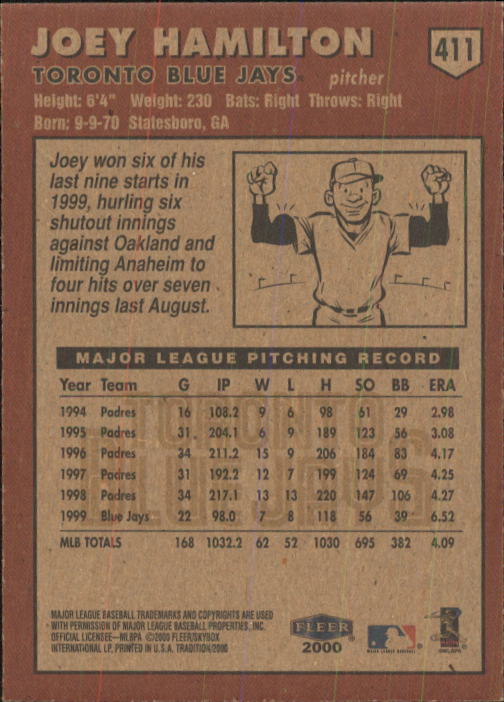 JOEY HAMILTON
411
TORONTO BLUE JAYS pitcher
Height: 6'4" Weight: 230 Bats: Right Throws: Right
Born: 9-9-70 Statesboro, GA
Joey won six of his
last nine starts in
1999, hurling six
shutout innings
against Oakland and
limiting Anaheim to
four hits over seven
innings last August.
MAJOR LEAGUE PITCHING RECORD
Year Team G IP W L H SO BB ERA
1994 Padres 16 108.2 9 6 98 61 29 2.98
1995 Padres 31 204.1 6 9 189 123 56 3.08
1996 Padres 34 211.2 15 9 206 184 83 4.17
1997 Padres 31 192.2 12 7 199 124 69 4.25
1998 Padres 34 217.1 13 13 220 147 106 4.27
1999 Blue Jays 22 98.0 7 8 118 56 39 6.52
MLB TOTALS 168 1032.2 62 52 1030 695 382 4.09
TORONTO
BLUE JAYS
MAJOR LEAGUE BASEBALL TRADEMARKS AND COPYRIGHTS ARE USED
WITH PERMISSION OF MAJOR LEAGUE BASEBALL PROPERTIES, INC.
OFFICIAL LICENSEE—MLBPA ©2000 FLEER/SKYBOX
INTERNATIONAL LP, PRINTED IN U.S.A. TRADITION/2000
FLEER
2000
MAJOR LEAGUE BASEBALL